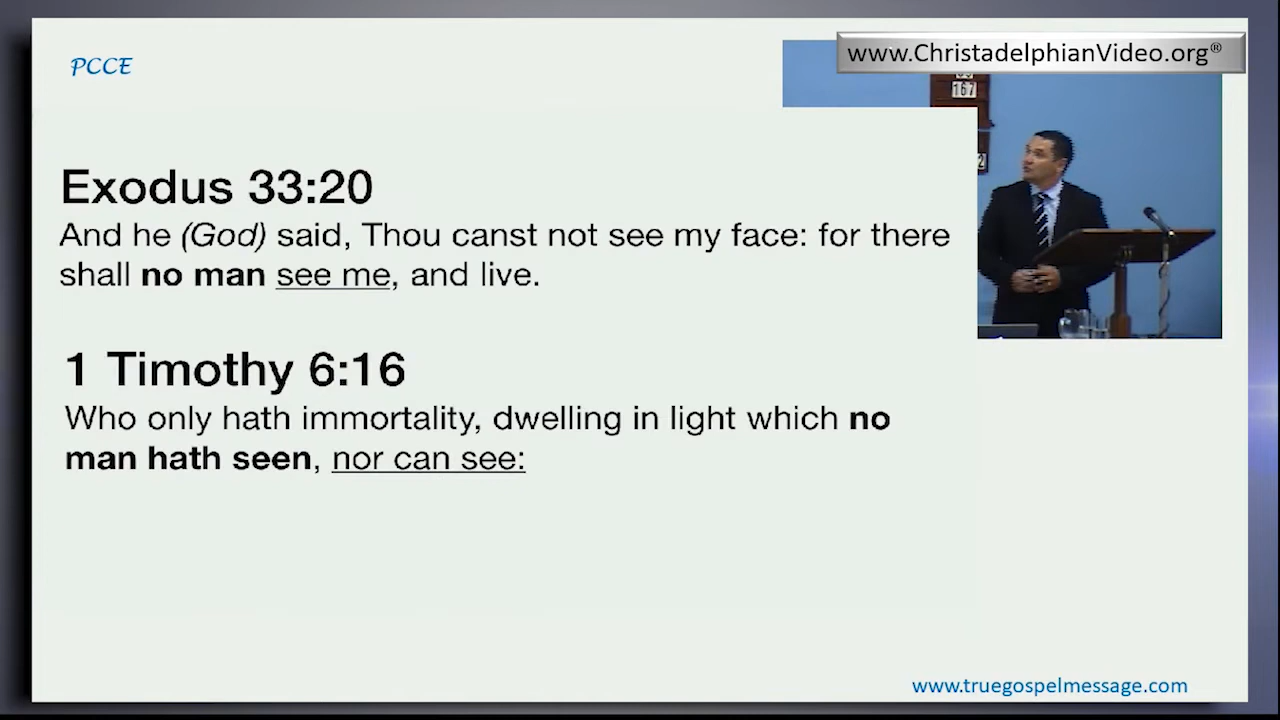 PCCE
www.ChristadelphianVideo.org®
167
2
Exodus 33:20
And he (God) said, Thou canst not see my face: for there
shall no man see me, and live.
1 Timothy 6:16
Who only hath immortality, dwelling in light which no
man hath seen, nor can see:
www.truegospelmessage.com